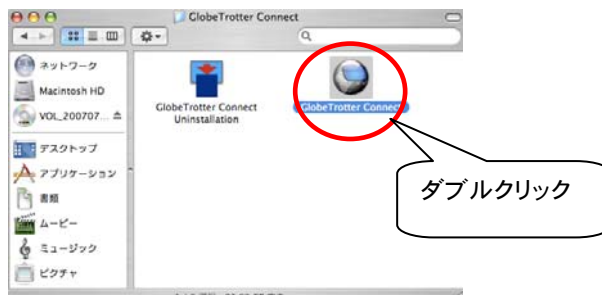 GlobeTrotter Connect
ネットワーク
Macintosh HD
VOL_200707...
デスクトップ
アプリケーション
書類
ムービー
ミュージック
ピクチャ
GlobeTrotter Connect
Uninstallation
GlobeTrotter Connect
ダブルクリック